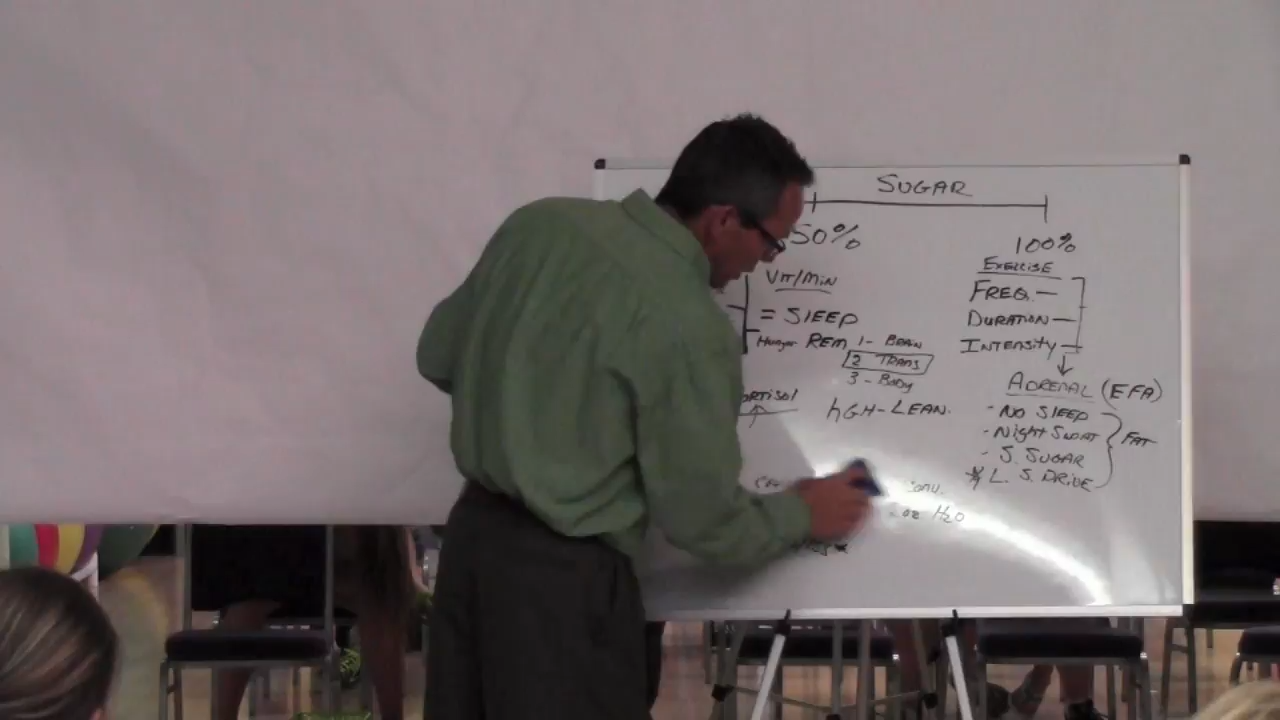 SUGAR
50%
100%
Vit/Min
= SLEEP
Hunger REM 1 - BRAIN
2 TRANS
3 - Body
ORTISOl
hGH - LEAN.
EXERCISE
FREQ. -
DURATION -
INTENSITY -
ADRENAL (EFA)
- NO SLEEP
- Night SWEAT
- S. SUGAR
* L. S. DRIVE
FAT
oz H2O